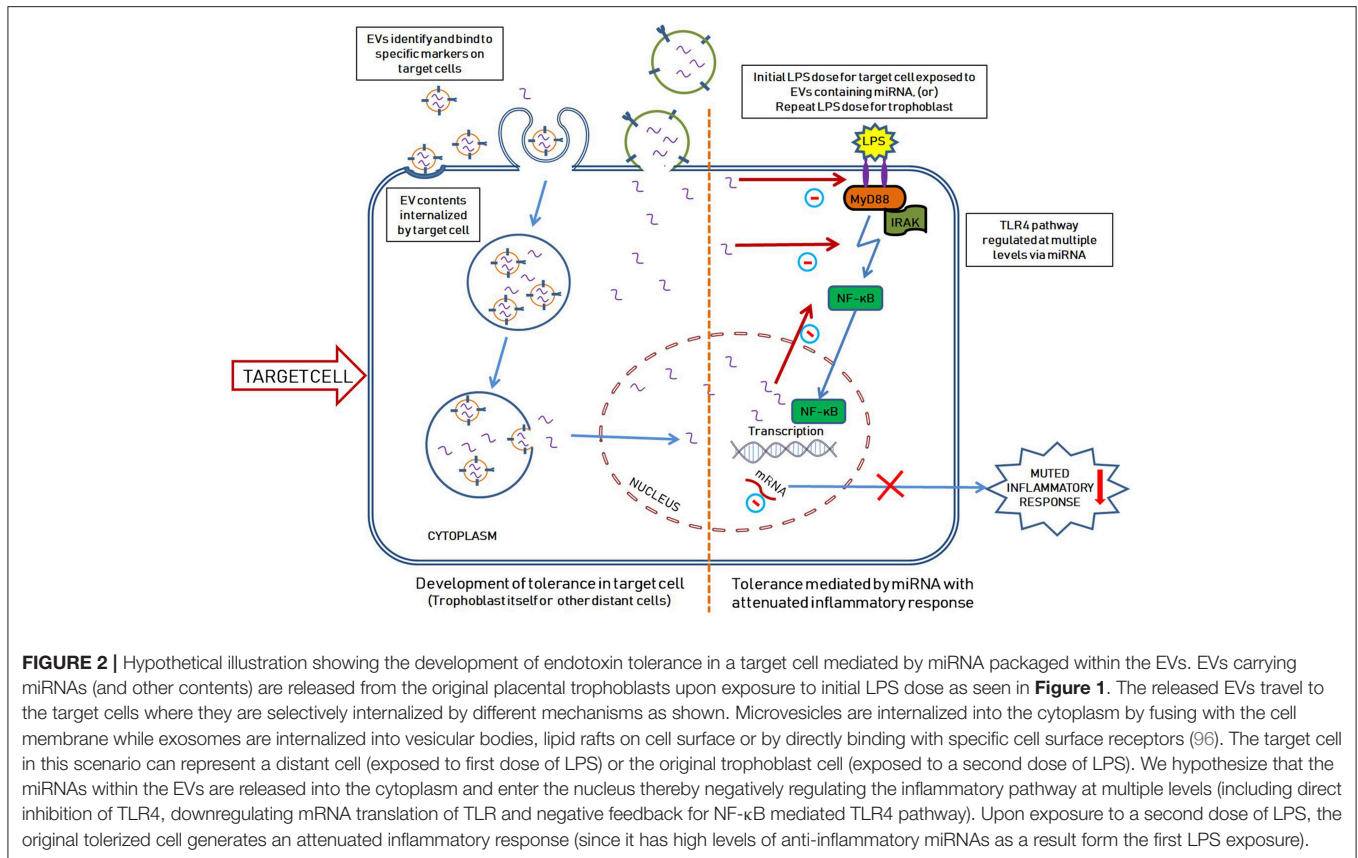 EVs identify and bind to
specific markers on
target cells
Initial LPS dose for target cell exposed to
EVs containing miRNA, (or)
Repeat LPS dose for trophoblast
LPS
EV contents
internalized
by target cell
MyD88
IRAK
TLR4 pathway
regulated at multiple
levels via miRNA
NF-κB
TARGET CELL
NF-κB
Transcription
mRNA
NUCLEUS
MUTED
INFLAMMATORY
RESPONSE
CYTOPLASM
Development of tolerance in target cell
(Trophoblast itself or other distant cells)
Tolerance mediated by miRNA with
attenuated inflammatory response
FIGURE 2 | Hypothetical illustration showing the development of endotoxin tolerance in a target cell mediated by miRNA packaged within the EVs. EVs carrying
miRNAs (and other contents) are released from the original placental trophoblasts upon exposure to initial LPS dose as seen in Figure 1. The released EVs travel to
the target cells where they are selectively internalized by different mechanisms as shown. Microvesicles are internalized into the cytoplasm by fusing with the cell
membrane while exosomes are internalized into vesicular bodies, lipid rafts on cell surface or by directly binding with specific cell surface receptors (96). The target cell
in this scenario can represent a distant cell (exposed to first dose of LPS) or the original trophoblast cell (exposed to a second dose of LPS). We hypothesize that the
miRNAs within the EVs are released into the cytoplasm and enter the nucleus thereby negatively regulating the inflammatory pathway at multiple levels (including direct
inhibition of TLR4, downregulating mRNA translation of TLR and negative feedback for NF-κB mediated TLR4 pathway). Upon exposure to a second dose of LPS, the
original tolerized cell generates an attenuated inflammatory response (since it has high levels of anti-inflammatory miRNAs as a result form the first LPS exposure).